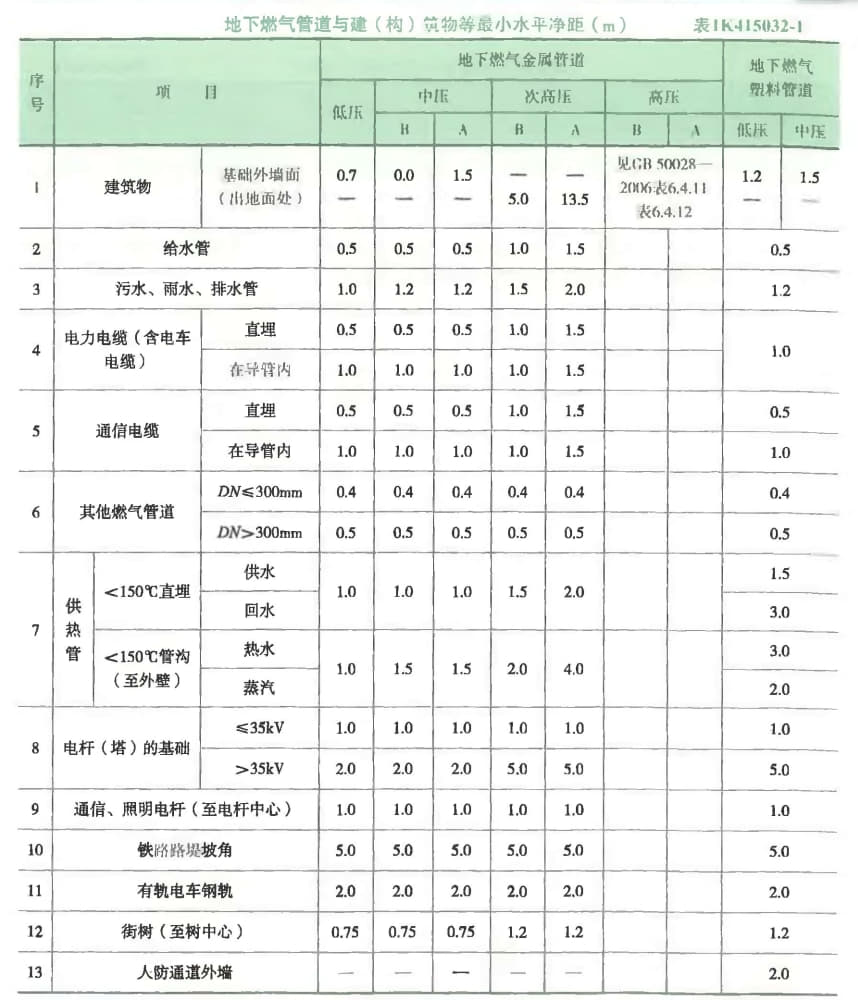 地下燃气管道与建（构）筑物等最小水平净距（m） 表1K415032-1
序号 项 目 地下燃气金属管道 地下燃气塑料管道
低压 中压 次高压 高压 低压 中压
B A B A B A
1 建筑物 基础外墙面（出地面处） 0.7 — 0.0 — 1.5 — — 5.0 — 13.5 见GB 50028—2006表6.4.11 表6.4.12 1.2 — 1.5 —
2 给水管 0.5 0.5 0.5 1.0 1.5 0.5
3 污水、雨水、排水管 1.0 1.2 1.2 1.5 2.0 1.2
4 电力电缆（含电车电缆） 直埋 0.5 0.5 0.5 1.0 1.5 1.0
在导管内 1.0 1.0 1.0 1.0 1.5
5 通信电缆 直埋 0.5 0.5 0.5 1.0 1.5 0.5
在导管内 1.0 1.0 1.0 1.0 1.5 1.0
6 其他燃气管道 DN≤300mm 0.4 0.4 0.4 0.4 0.4 0.4
DN>300mm 0.5 0.5 0.5 0.5 0.5 0.5
7 供热管 <150℃直埋 供水 1.0 1.0 1.0 1.5 2.0 1.5
回水 3.0
<150℃管沟（至外壁） 热水 1.0 1.5 1.5 2.0 4.0 3.0
蒸汽 2.0
8 电杆（塔）的基础 ≤35kV 1.0 1.0 1.0 1.0 1.0 1.0
>35kV 2.0 2.0 2.0 5.0 5.0 5.0
9 通信、照明电杆（至电杆中心） 1.0 1.0 1.0 1.0 1.0 1.0
10 铁路路堤坡角 5.0 5.0 5.0 5.0 5.0 5.0
11 有轨电车钢轨 2.0 2.0 2.0 2.0 2.0 2.0
12 街树（至树中心） 0.75 0.75 0.75 1.2 1.2 1.2
13 人防通道外墙 — — — — — 2.0